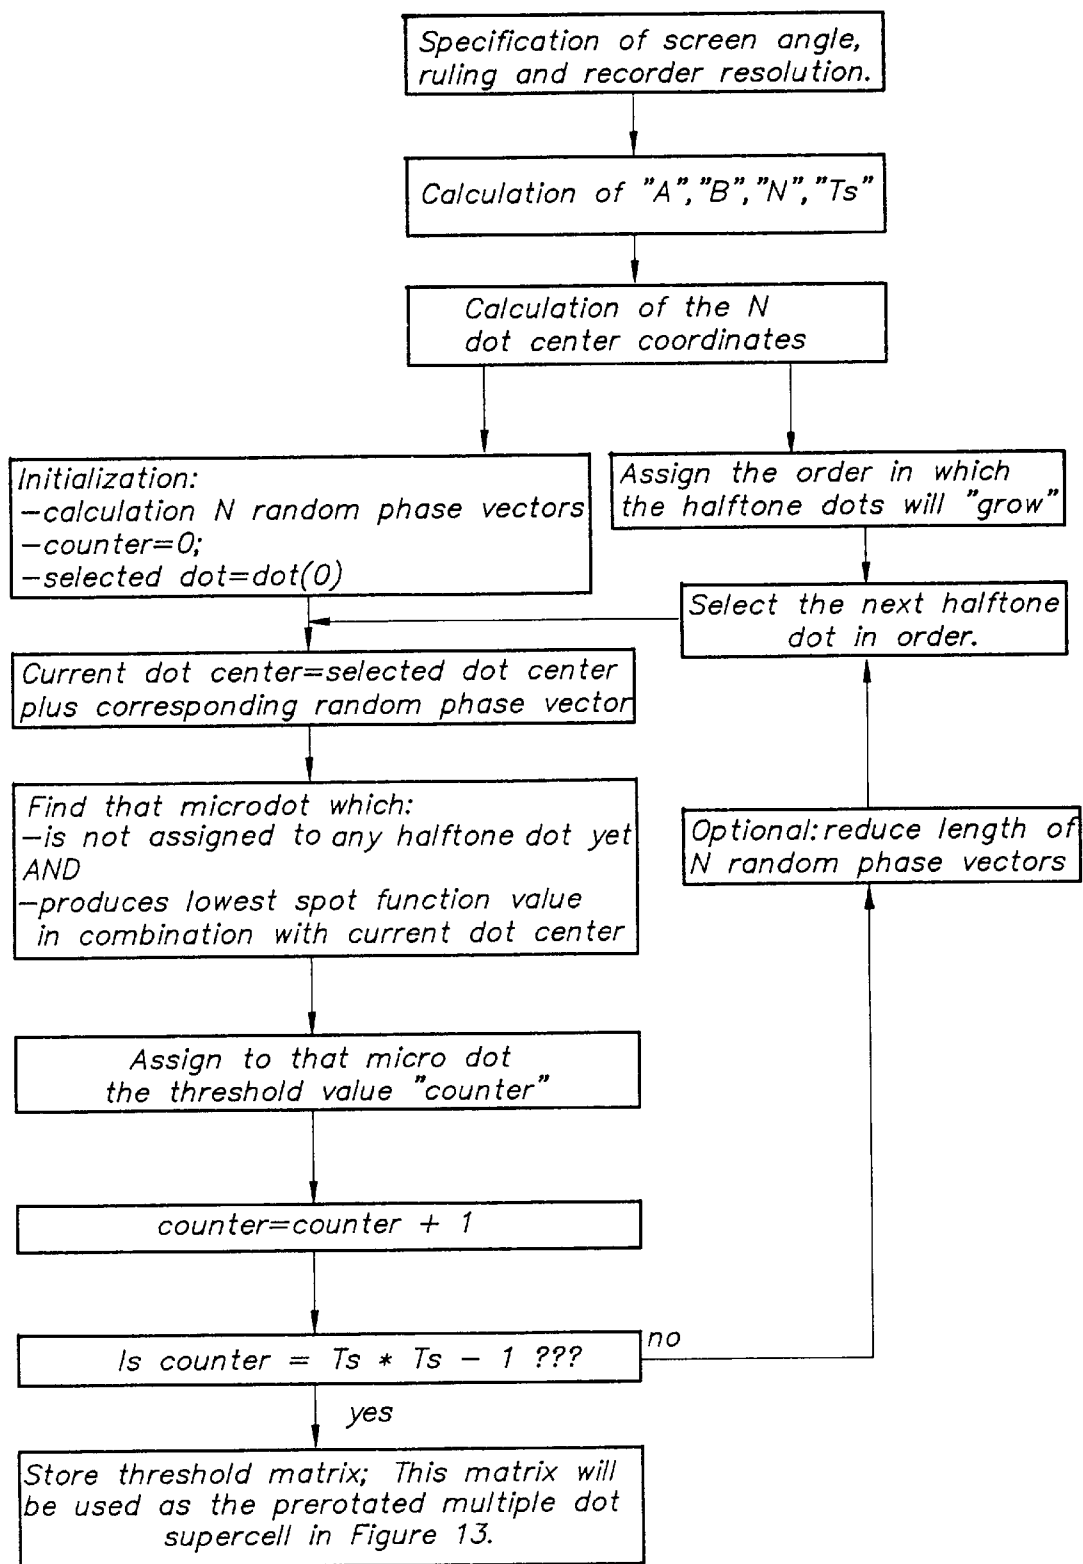 Specification of screen angle,
ruling and recorder resolution.
Calculation of "A","B","N","Ts"
Calculation of the N
dot center coordinates
Initialization:
-calculation N random phase vectors
-counter=0;
-selected dot=dot(0)
Assign the order in which
the halftone dots will "grow"
Select the next halftone
dot in order.
Current dot center=selected dot center
plus corresponding random phase vector
Find that microdot which:
-is not assigned to any halftone dot yet
AND
-produces lowest spot function value
in combination with current dot center
Optional: reduce length of
N random phase vectors
Assign to that micro dot
the threshold value "counter"
counter=counter + 1
Is counter = Ts * Ts - 1 ???
no
yes
Store threshold matrix; This matrix will
be used as the prerotated multiple dot
supercell in Figure 13.